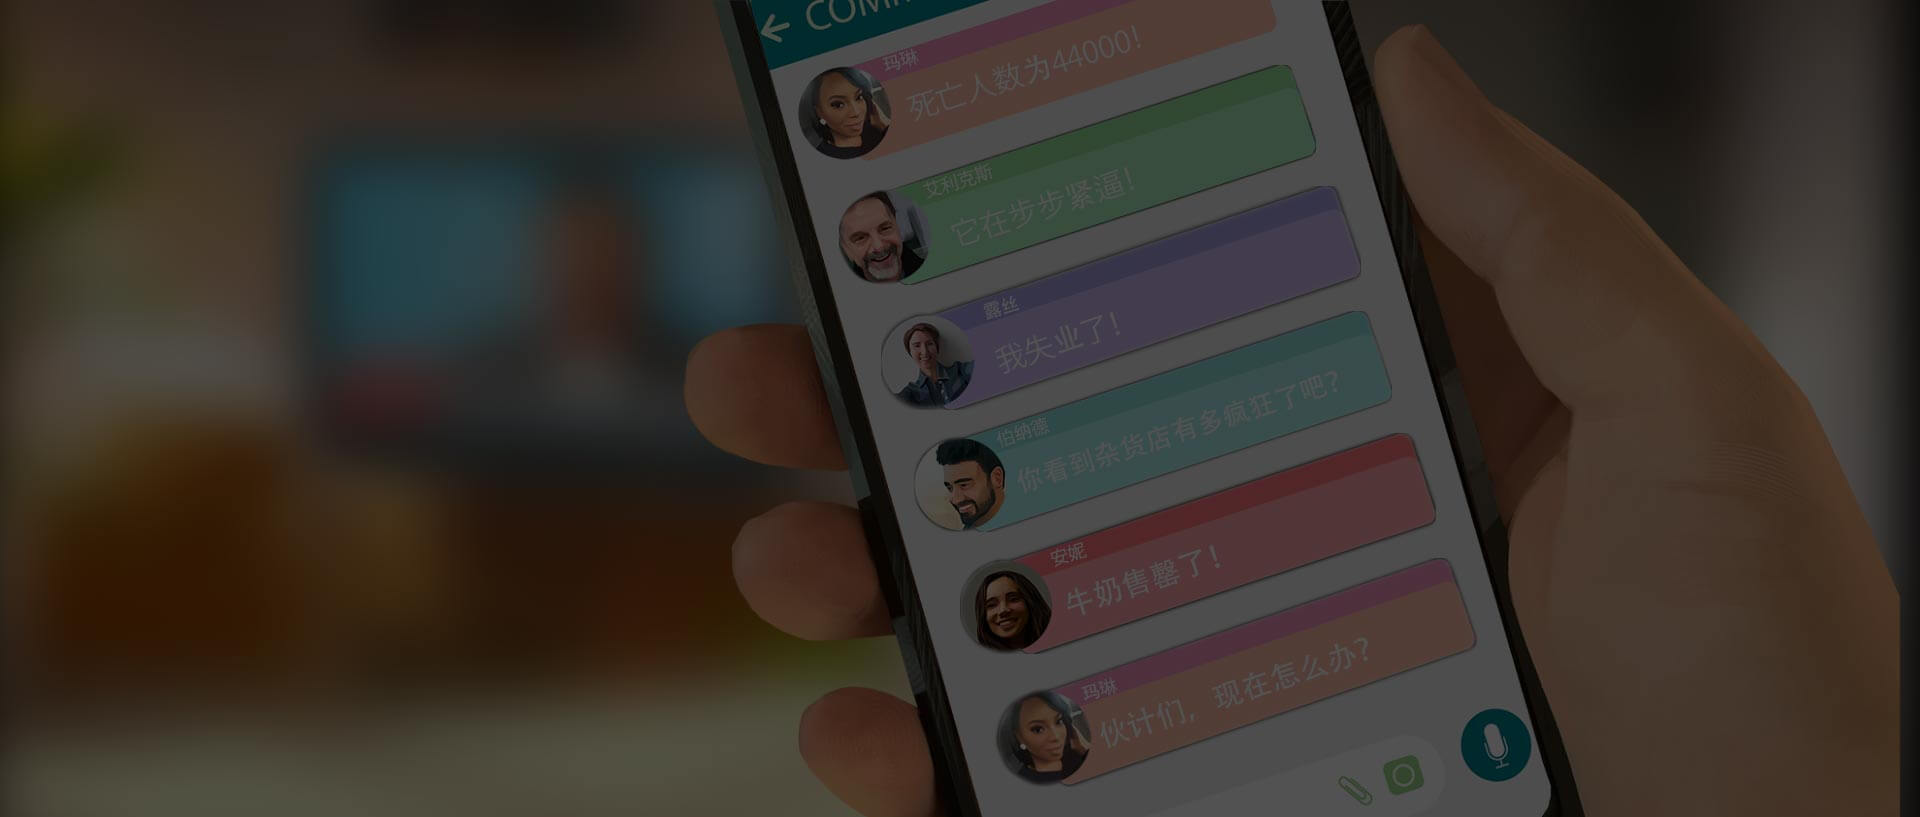 COMM
玛琳
死亡人数为44000!
艾利克斯
它在步步紧逼!
露丝
我失业了!
伯纳德
你看到杂货店有多疯狂了吧?
安妮
牛奶售罄了!
玛琳
伙计们，现在怎么办?